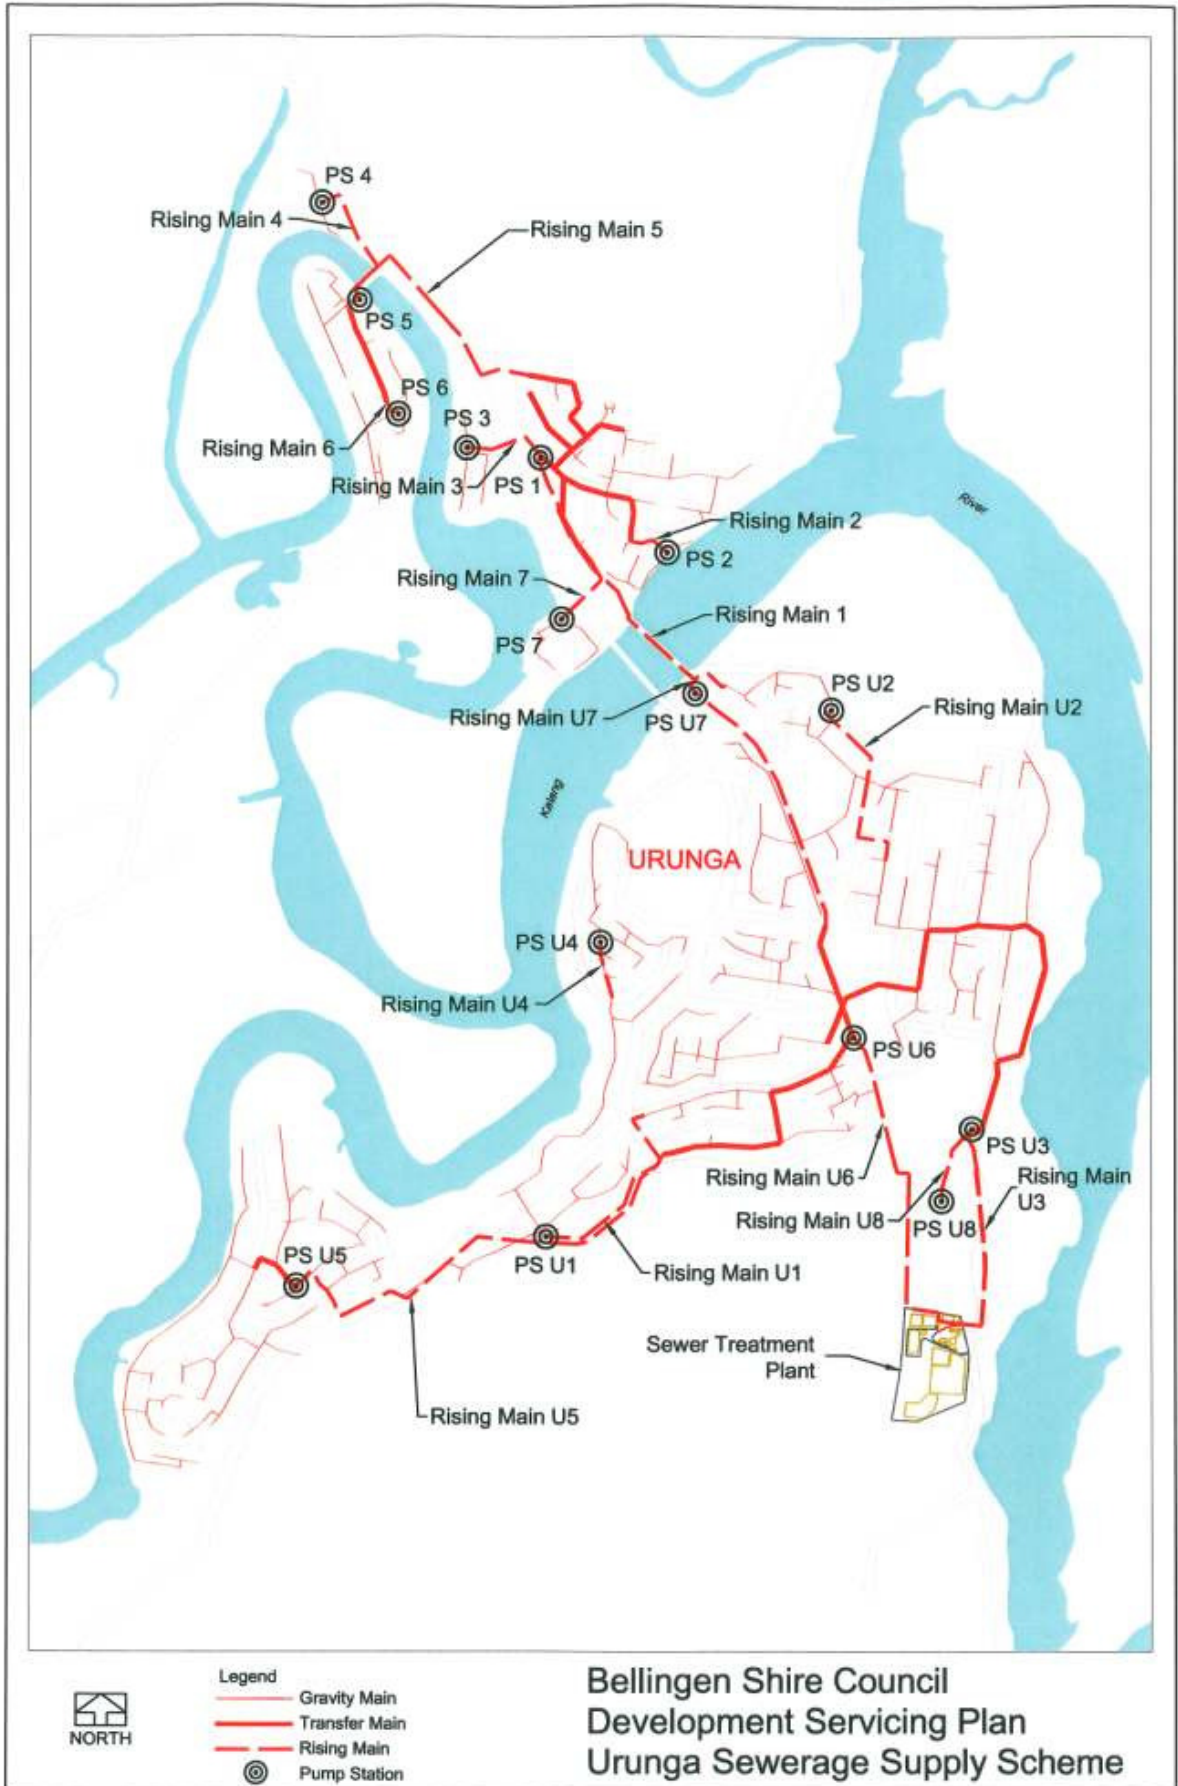 PS 4
Rising Main 4
Rising Main 5
PS 5
PS 6
PS 3
Rising Main 6
Rising Main 3
PS 1
River
Rising Main 2
PS 2
Rising Main 7
Rising Main 1
PS 7
PS U2
Rising Main U7
PS U7
Rising Main U2
Kalang
URUNGA
PS U4
Rising Main U4
PS U6
PS U3
Rising Main U6
Rising Main
U3
Rising Main U8
PS U8
PS U5
PS U1
Rising Main U1
Sewer Treatment
Plant
Rising Main U5
NORTH
Legend
Gravity Main
Transfer Main
Rising Main
Pump Station
Bellingen Shire Council
Development Servicing Plan
Urunga Sewerage Supply Scheme